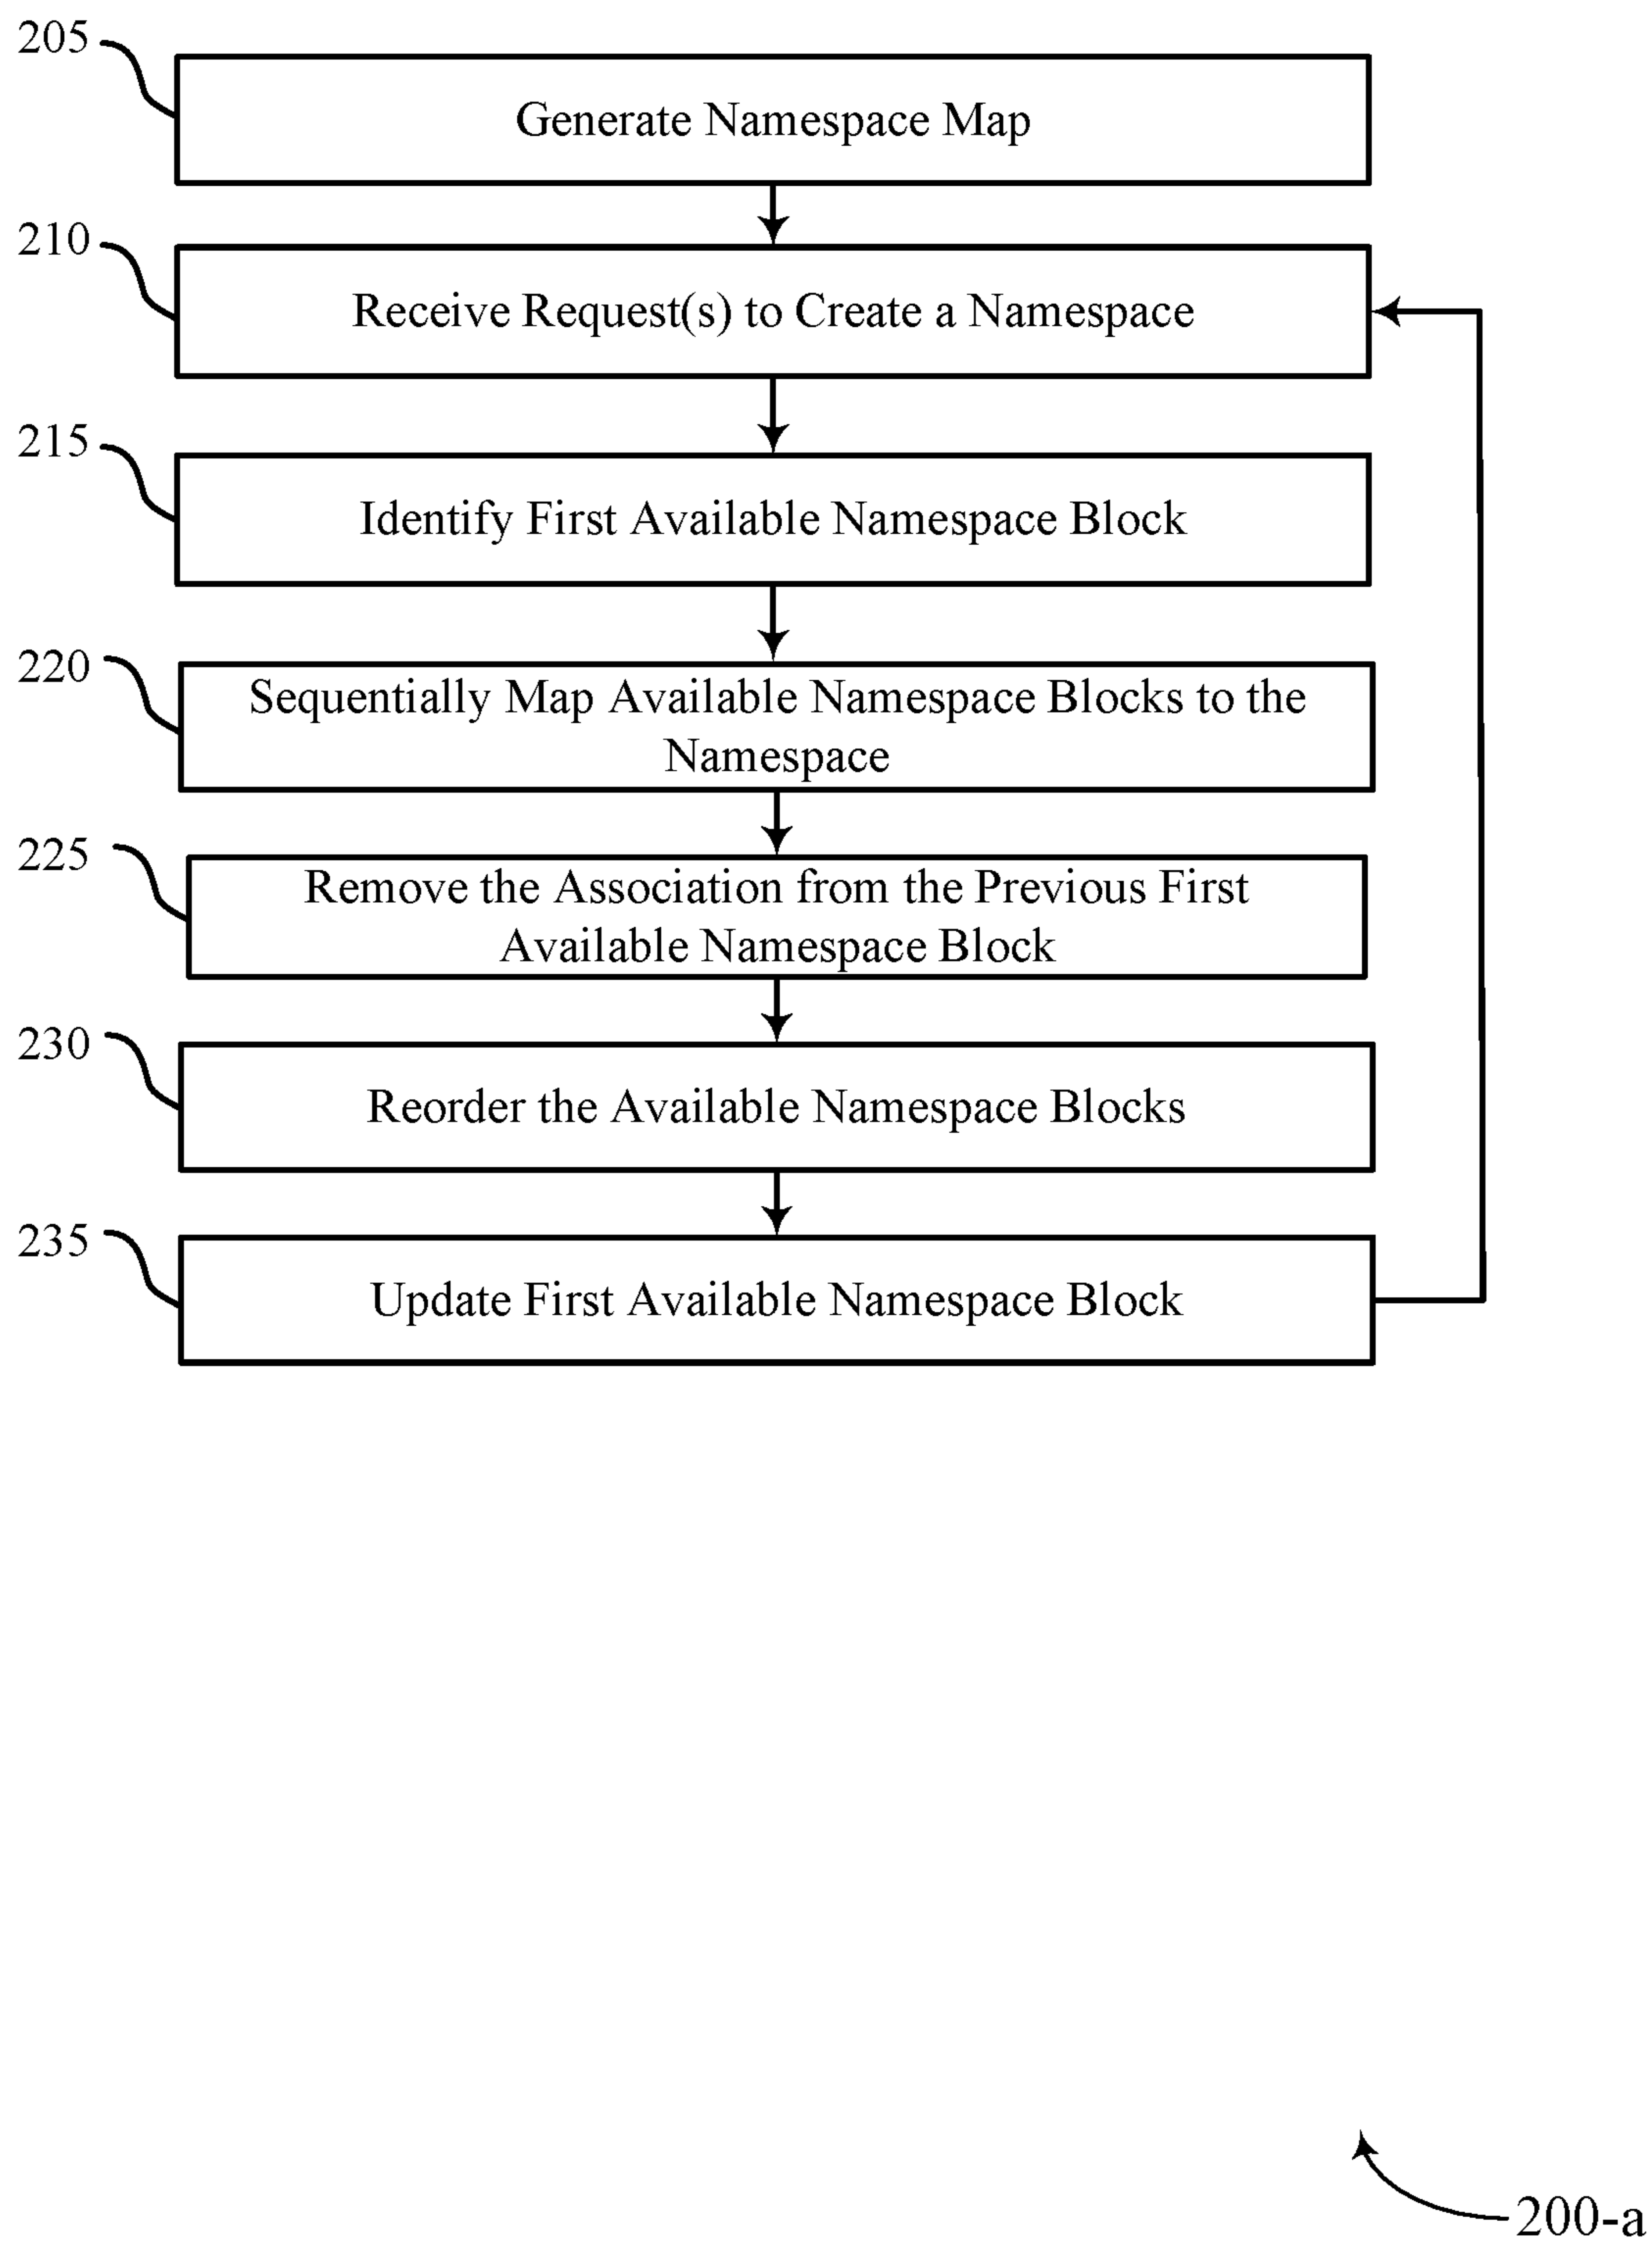 205
Generate Namespace Map
210
Receive Request(s) to Create a Namespace
215
Identify First Available Namespace Block
220
Sequentially Map Available Namespace Blocks to the
Namespace
225
Remove the Association from the Previous First
Available Namespace Block
230
Reorder the Available Namespace Blocks
235
Update First Available Namespace Block
200-a